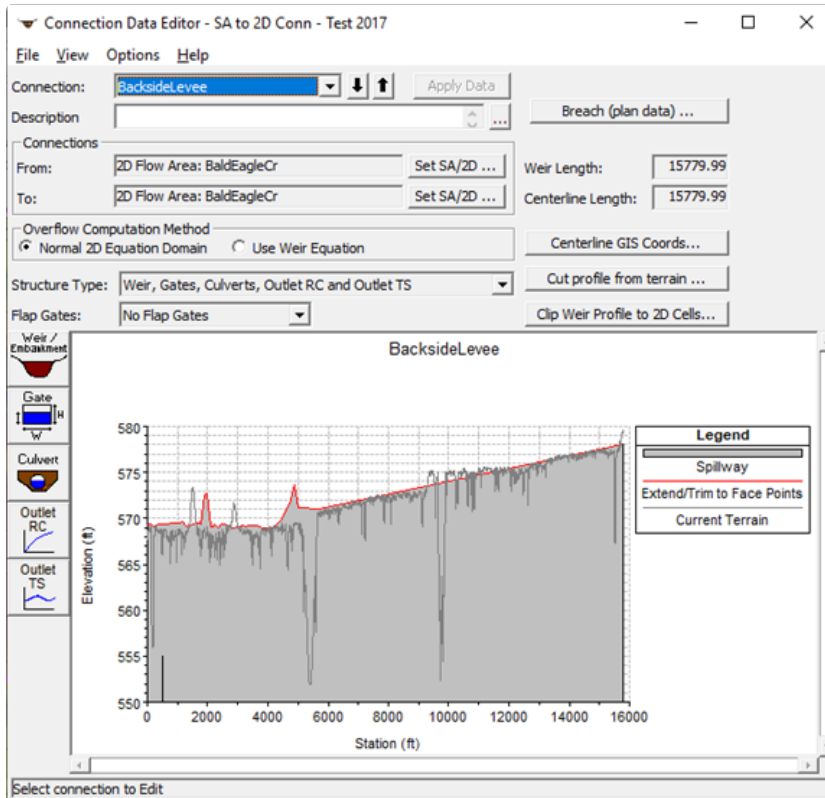 Connection Data Editor - SA to 2D Conn - Test 2017
File View Options Help
Connection: BacksideLevee Apply Data
Description ... Breach (plan data) ...
Connections
From: 2D Flow Area: BaldEagleCr Set SA/2D ... Weir Length: 15779.99
To: 2D Flow Area: BaldEagleCr Set SA/2D ... Centerline Length: 15779.99
Overflow Computation Method
Normal 2D Equation Domain Use Weir Equation Centerline GIS Coords...
Structure Type: Weir, Gates, Culverts, Outlet RC and Outlet TS Cut profile from terrain ...
Flap Gates: No Flap Gates Clip Weir Profile to 2D Cells...
Weir /
Embankment
Gate
H
W
Culvert
Outlet
RC
Outlet
TS
BacksideLevee
580
575
570
565
560
555
550
Elevation (ft)
0 2000 4000 6000 8000 10000 12000 14000 16000
Station (ft)
Legend
Spillway
Extend/Trim to Face Points
Current Terrain
Select connection to Edit